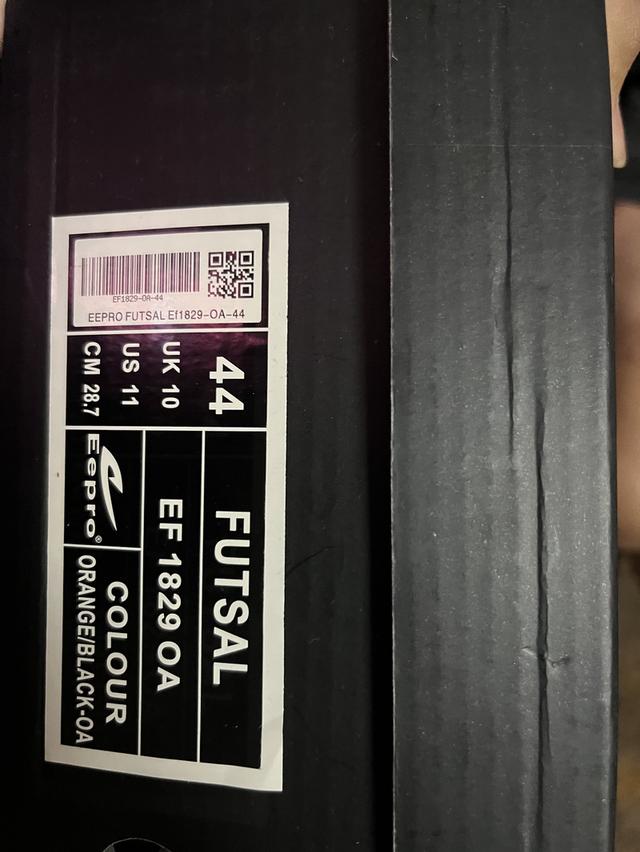 EF1829-OA-44
EEPRO FUTSAL Ef1829-OA-44
44
UK 10
US 11
CM 28.7
FUTSAL
EF 1829 OA
Eepro®
COLOUR
ORANGE/BLACK-OA